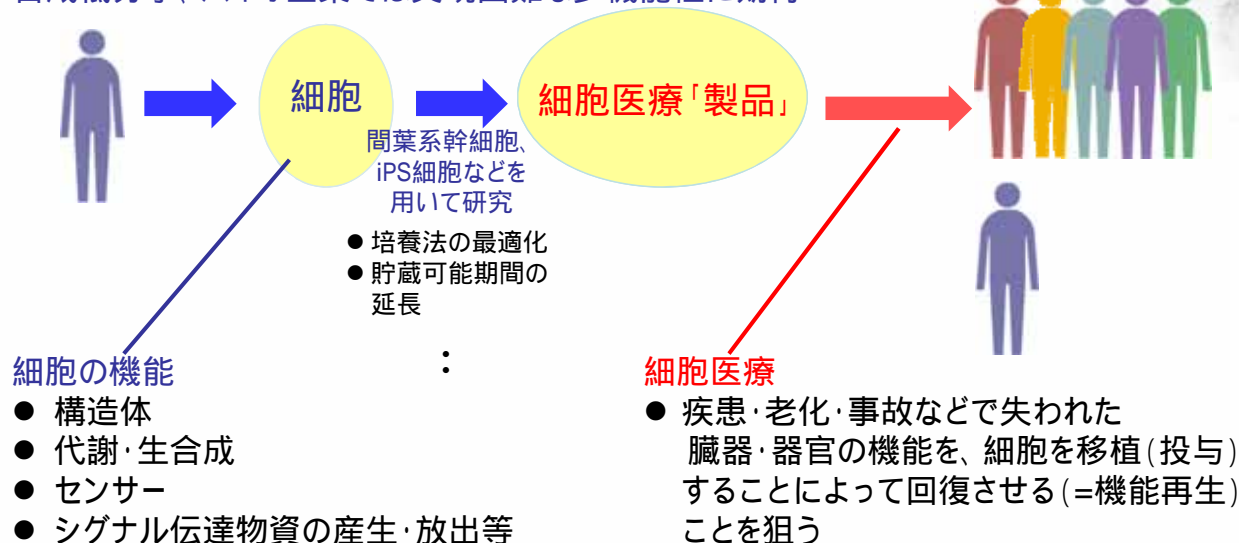 細胞
細胞医療「製品」
間葉系幹細胞、
iPS細胞などを
用いて研究
● 培養法の最適化
● 貯蔵可能期間の
延長
：
細胞の機能
● 構造体
● 代謝･生合成
● センサー
● シグナル伝達物資の産生･放出等
細胞医療
● 疾患･老化･事故などで失われた
臓器･器官の機能を、細胞を移植(投与)
することによって回復させる(=機能再生)
ことを狙う